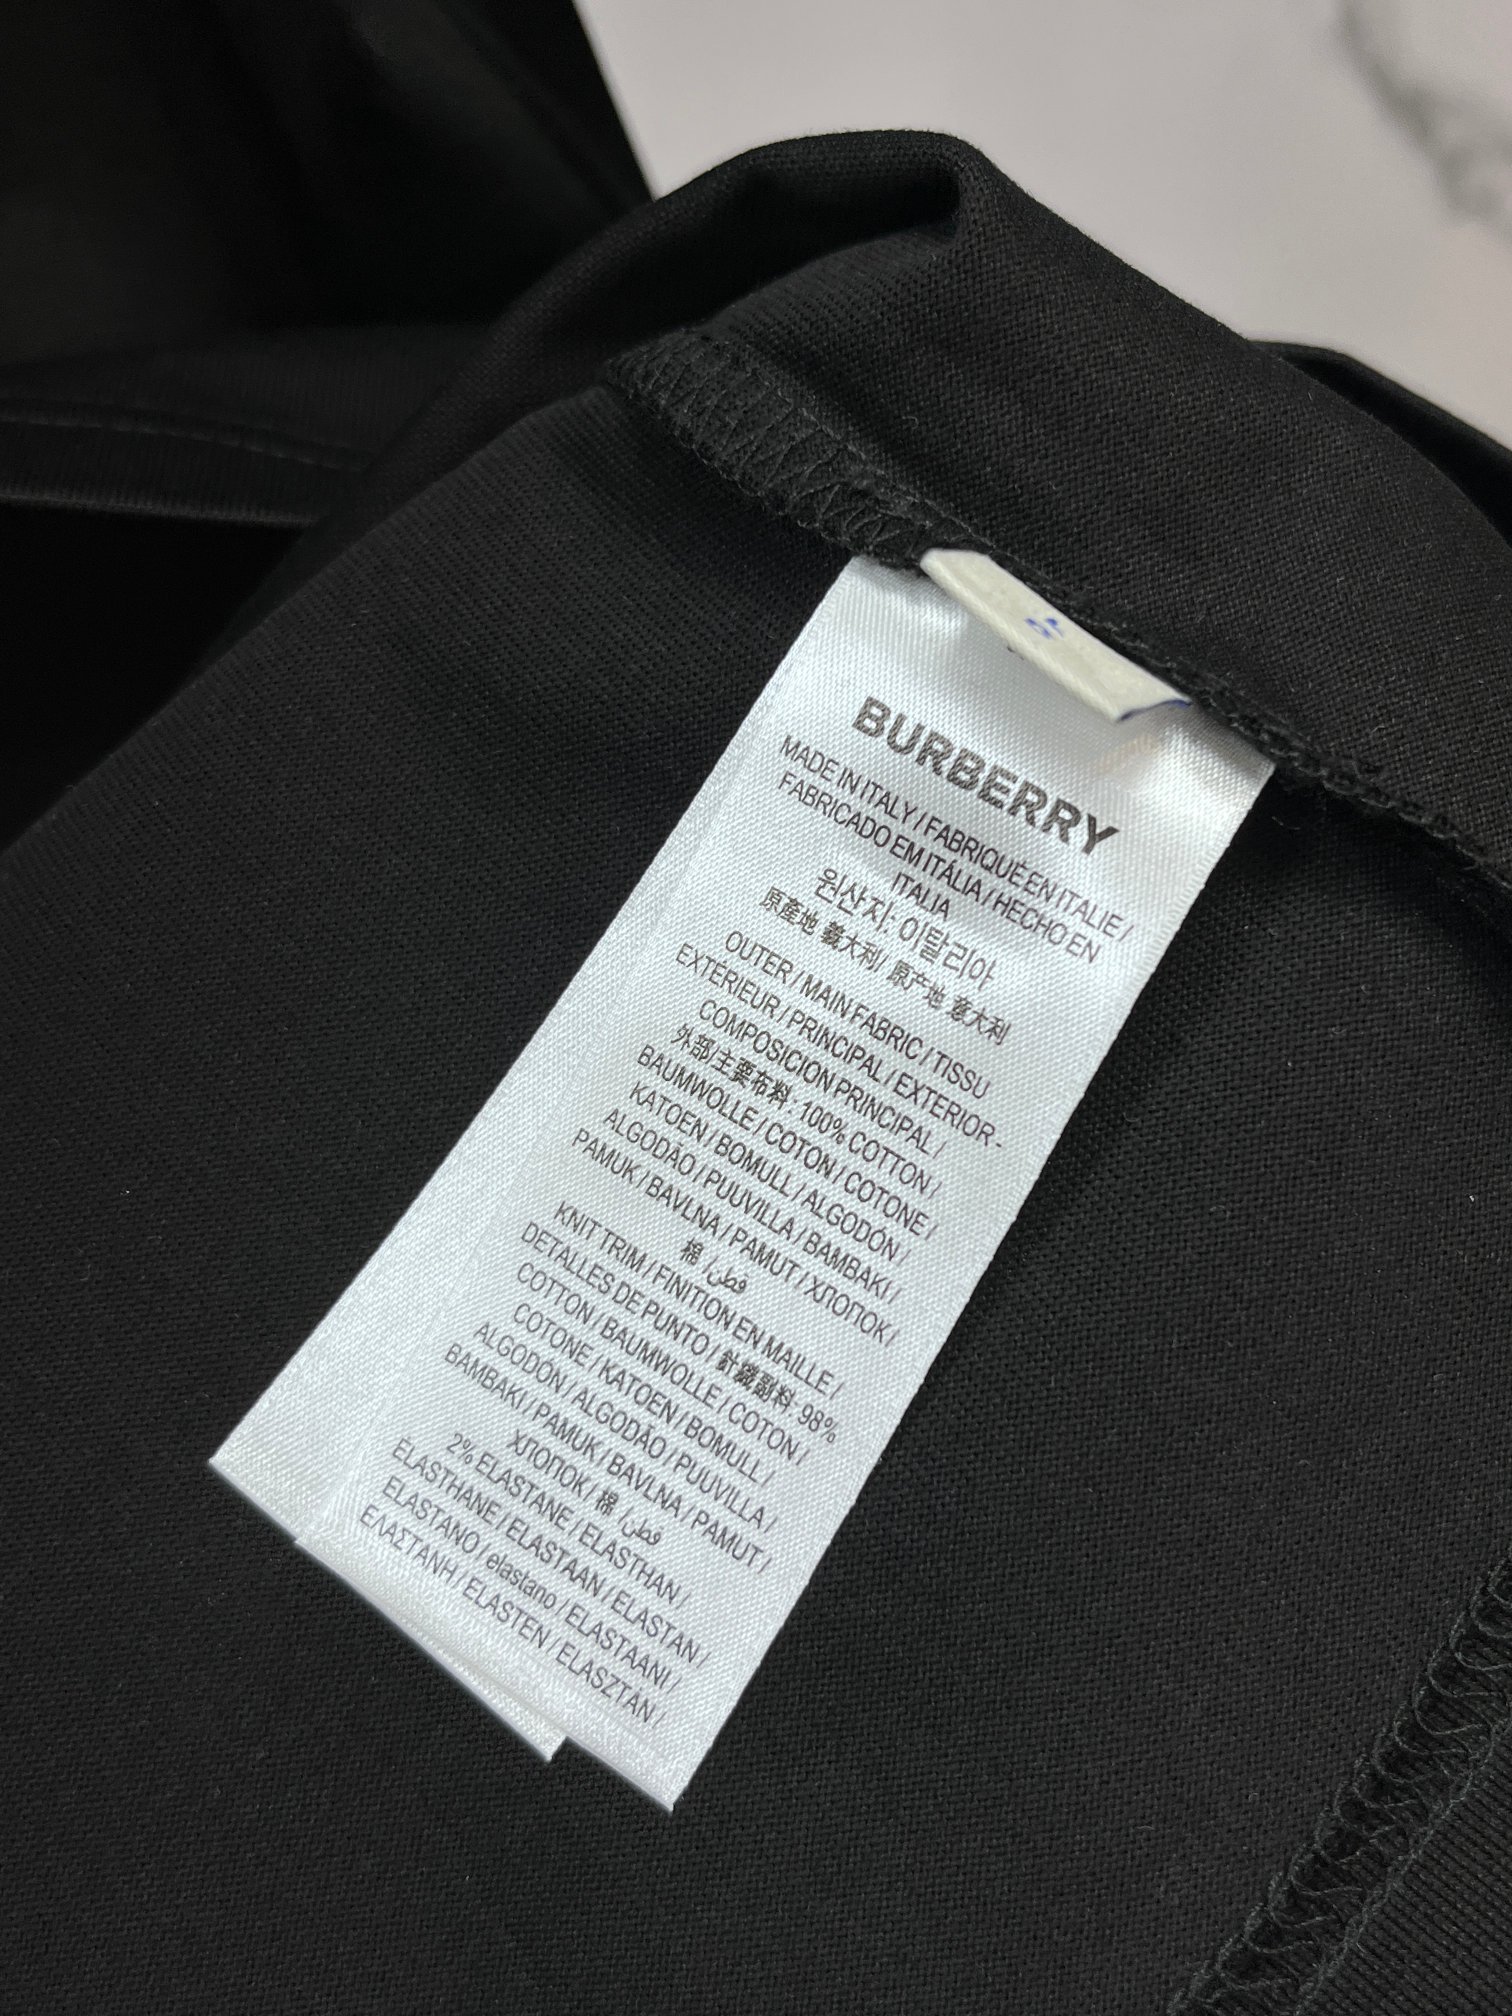 BURBERRY
MADE IN ITALY / FABRIQUÉ EN ITALIE /
FABRICADO EM ITÁLIA / HECHO EN
ITALIA
원산지: 이탈리아
原產地 義大利/ 原产地 意大利
OUTER / MAIN FABRIC / TISSU
EXTERIEUR / PRINCIPAL / EXTERIOR -
COMPOSICION PRINCIPAL /
外部/主要布料: 100% COTTON /
BAUMWOLLE / COTON / COTONE /
KATOEN / BOMULL / ALGODÓN /
ALGODÃO / PUUVILLA / BAMBAKI /
PAMUK / BAVLNA / PAMUT / ХЛОПОК /
棉 /قطن
KNIT TRIM / FINITION EN MAILLE /
DETALLES DE PUNTO / 針織副料: 98%
COTTON / BAUMWOLLE / COTON /
COTONE / KATOEN / BOMULL /
ALGODÓN / ALGODÃO / PUUVILLA /
BAMBAKI / PAMUK / BAVLNA / PAMUT /
ХЛОПОК / 棉 /قطن
2% ELASTANE / ELASTHAN /
ÉLASTHANE / ELASTAAN / ELASTAN /
ELASTANO / elastano / ELASTAANI /
ΕΛΑΣΤΑΝΗ / ELASTEN / ELASZTÁN /